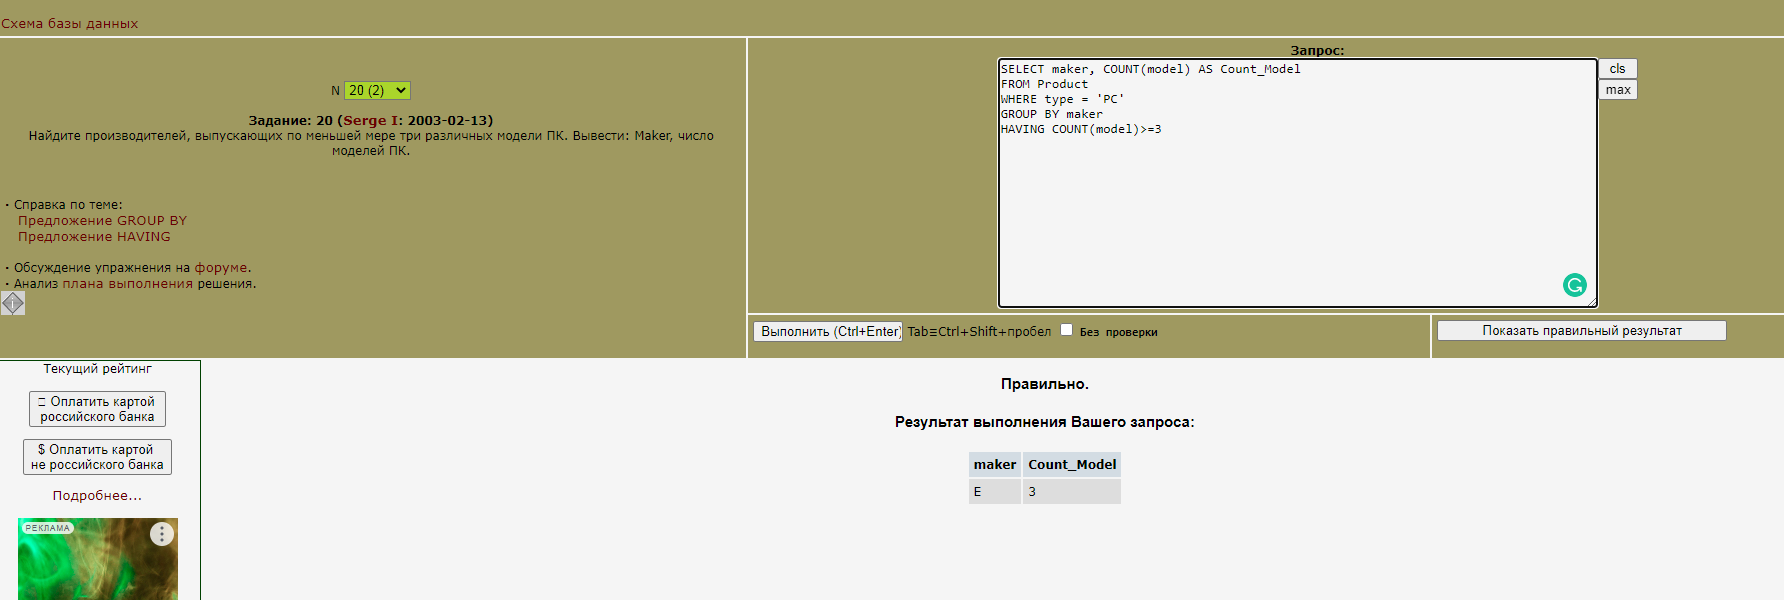 Схема базы данных
N 20 (2)
Задание: 20 (Serge I: 2003-02-13)
Найдите производителей, выпускающих по меньшей мере три различных модели ПК. Вывести: Maker, число
моделей ПК.
· Справка по теме:
Предложение GROUP BY
Предложение HAVING
· Обсуждение упражнения на форуме.
· Анализ плана выполнения решения.
Запрос:
SELECT maker, COUNT(model) AS Count_Model
FROM Product
WHERE type = 'PC'
GROUP BY maker
HAVING COUNT(model)>=3
cls
max
Выполнить (Ctrl+Enter) Tab≡Ctrl+Shift+пробел Без проверки
Показать правильный результат
Текущий рейтинг
Оплатить картой
российского банка
$ Оплатить картой
не российского банка
Подробнее...
РЕКЛАМА
Правильно.
Результат выполнения Вашего запроса:
maker Count_Model
E 3